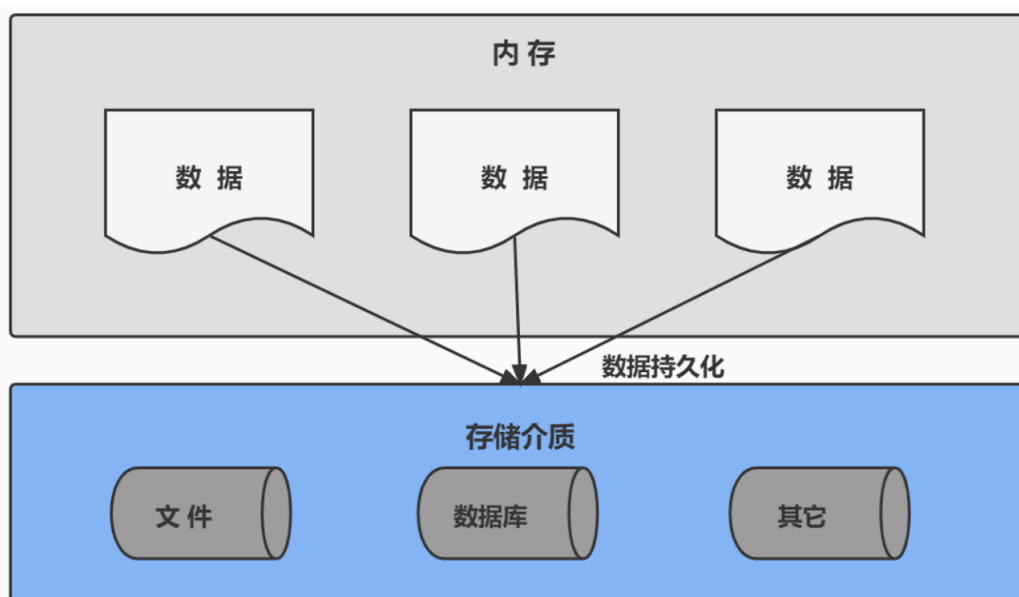 内 存
数 据
数 据
数 据
数据持久化
存储介质
文 件
数据库
其它